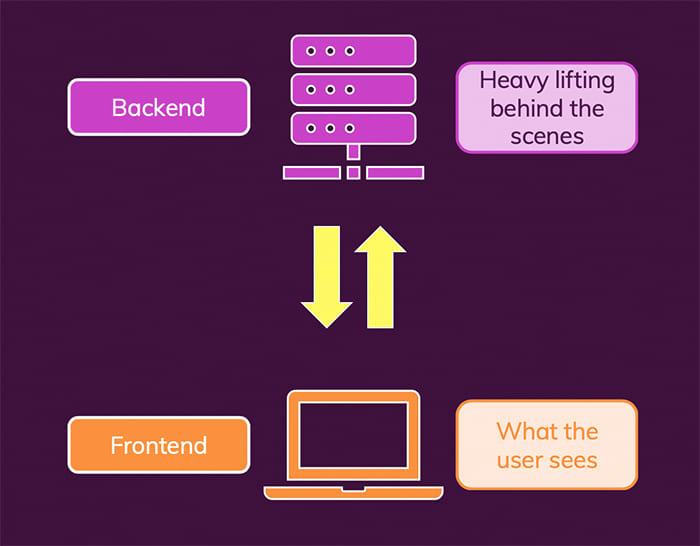 Backend
Heavy lifting
behind the
scenes
Frontend
What the
user sees